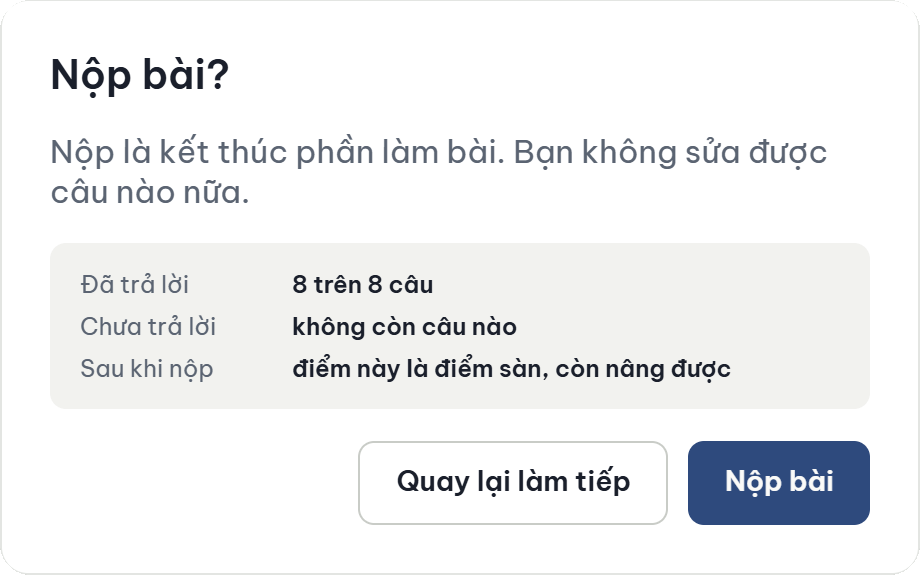 Nộp bài?
Nộp là kết thúc phần làm bài. Bạn không sửa được
câu nào nữa.
Đã trả lời 8 trên 8 câu
Chưa trả lời không còn câu nào
Sau khi nộp điểm này là điểm sàn, còn nâng được
Quay lại làm tiếp Nộp bài